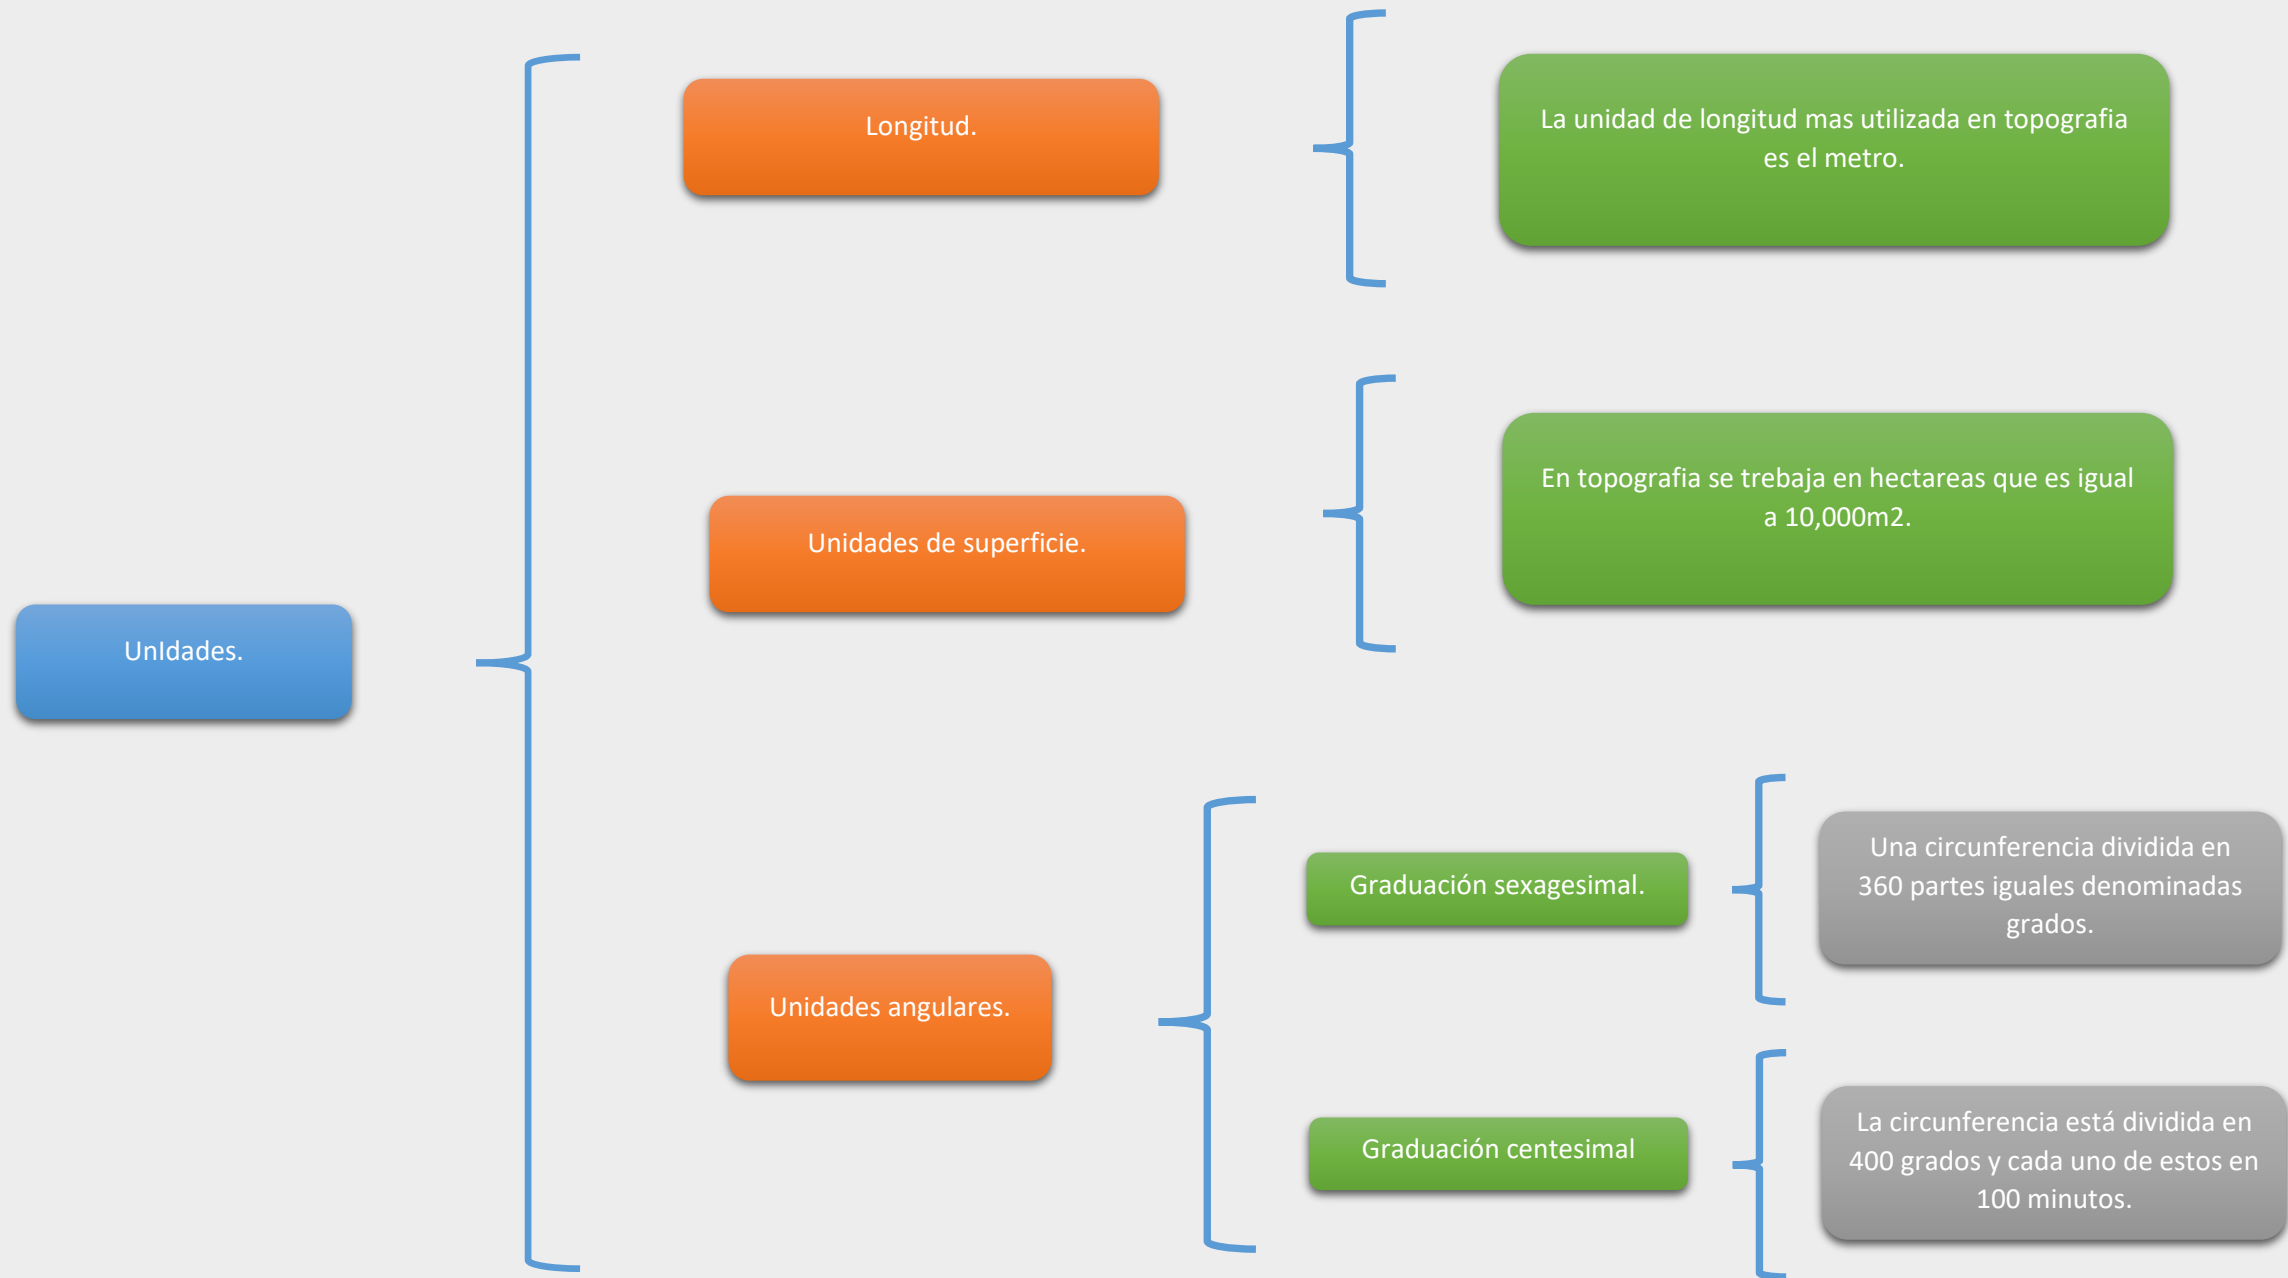 UnIdades.
Longitud.
La unidad de longitud mas utilizada en topografia
es el metro.
Unidades de superficie.
En topografia se trebaja en hectareas que es igual
a 10,000m2.
Unidades angulares.
Graduación sexagesimal.
Una circunferencia dividida en
360 partes iguales denominadas
grados.
Graduación centesimal
La circunferencia está dividida en
400 grados y cada uno de estos en
100 minutos.